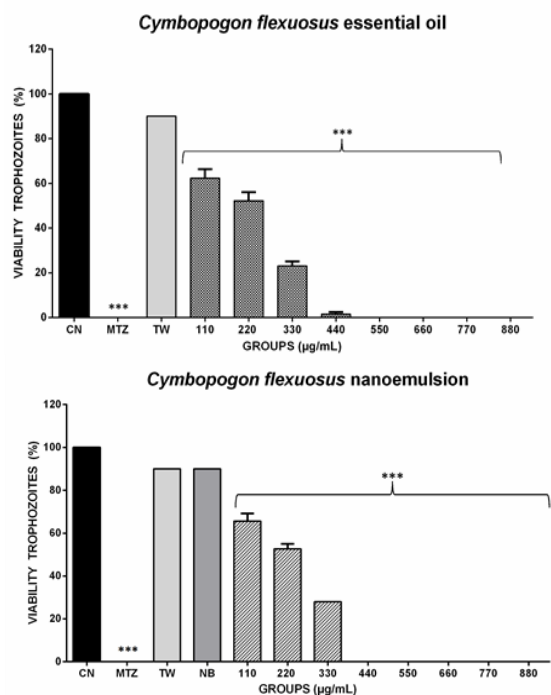 Cymbopogon flexuosus essential oil
VIABILITY TROPHOZOITES (%)
120
100
80
60
40
20
0
***
***
CN MTZ TW 110 220 330 440 550 660 770 880
GROUPS (µg/mL)
Cymbopogon flexuosus nanoemulsion
VIABILITY TROPHOZOITES (%)
120
100
80
60
40
20
0
***
***
CN MTZ TW NB 110 220 330 440 550 660 770 880
GROUPS (µg/mL)